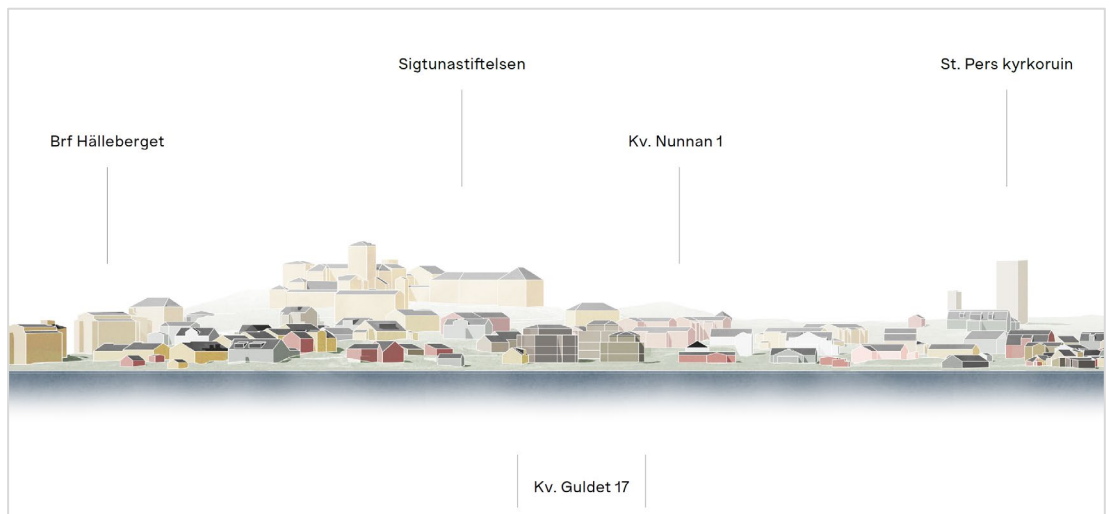 Sigtunastiftelsen
St. Pers kyrkoruin
Brf Hälleberget
Kv. Nunnan 1
Kv. Guldet 17